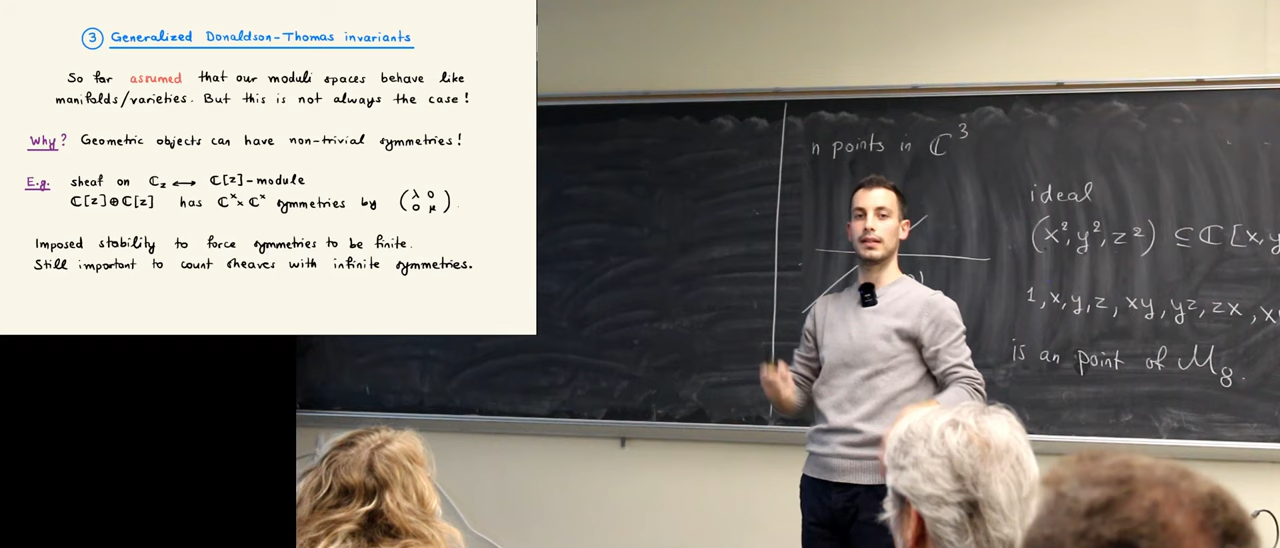 ③ Generalized Donaldson-Thomas invariants
So far assumed that our moduli spaces behave like
manifolds/varieties. But this is not always the case!
Why? Geometric objects can have non-trivial symmetries!
E.g. sheaf on ℂ_z ↔ ℂ[z]-module
ℂ[z]⊕ℂ[z] has ℂ^× × ℂ^× symmetries by (λ 0 
0 μ).
Imposed stability to force symmetries to be finite.
Still important to count sheaves with infinite symmetries.
n points in ℂ³
ideal
(x², y², z²) ⊆ ℂ[x, y
1, x, y, z, xy, yz, zx, x
is an point of M₈.